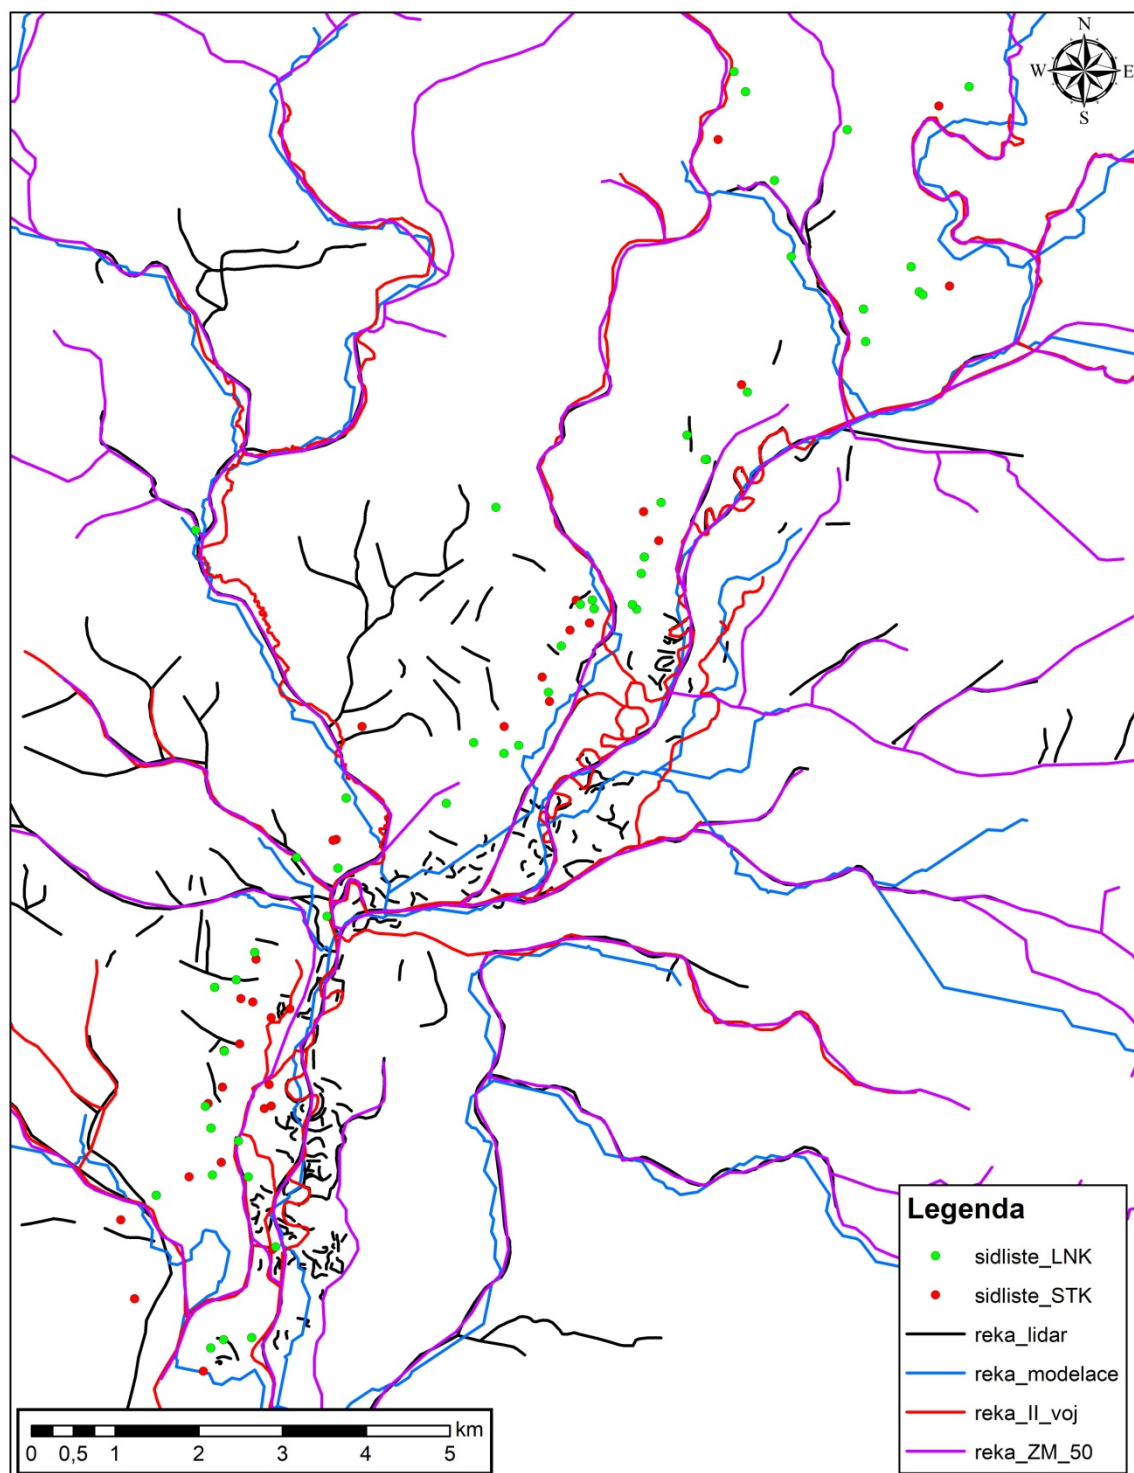 N
W E
S
Legenda
sidliste_LNK
sidliste_STK
reka_lidar
reka_modelace
reka_II_voj
reka_ZM_50
km
0 0,5 1 2 3 4 5